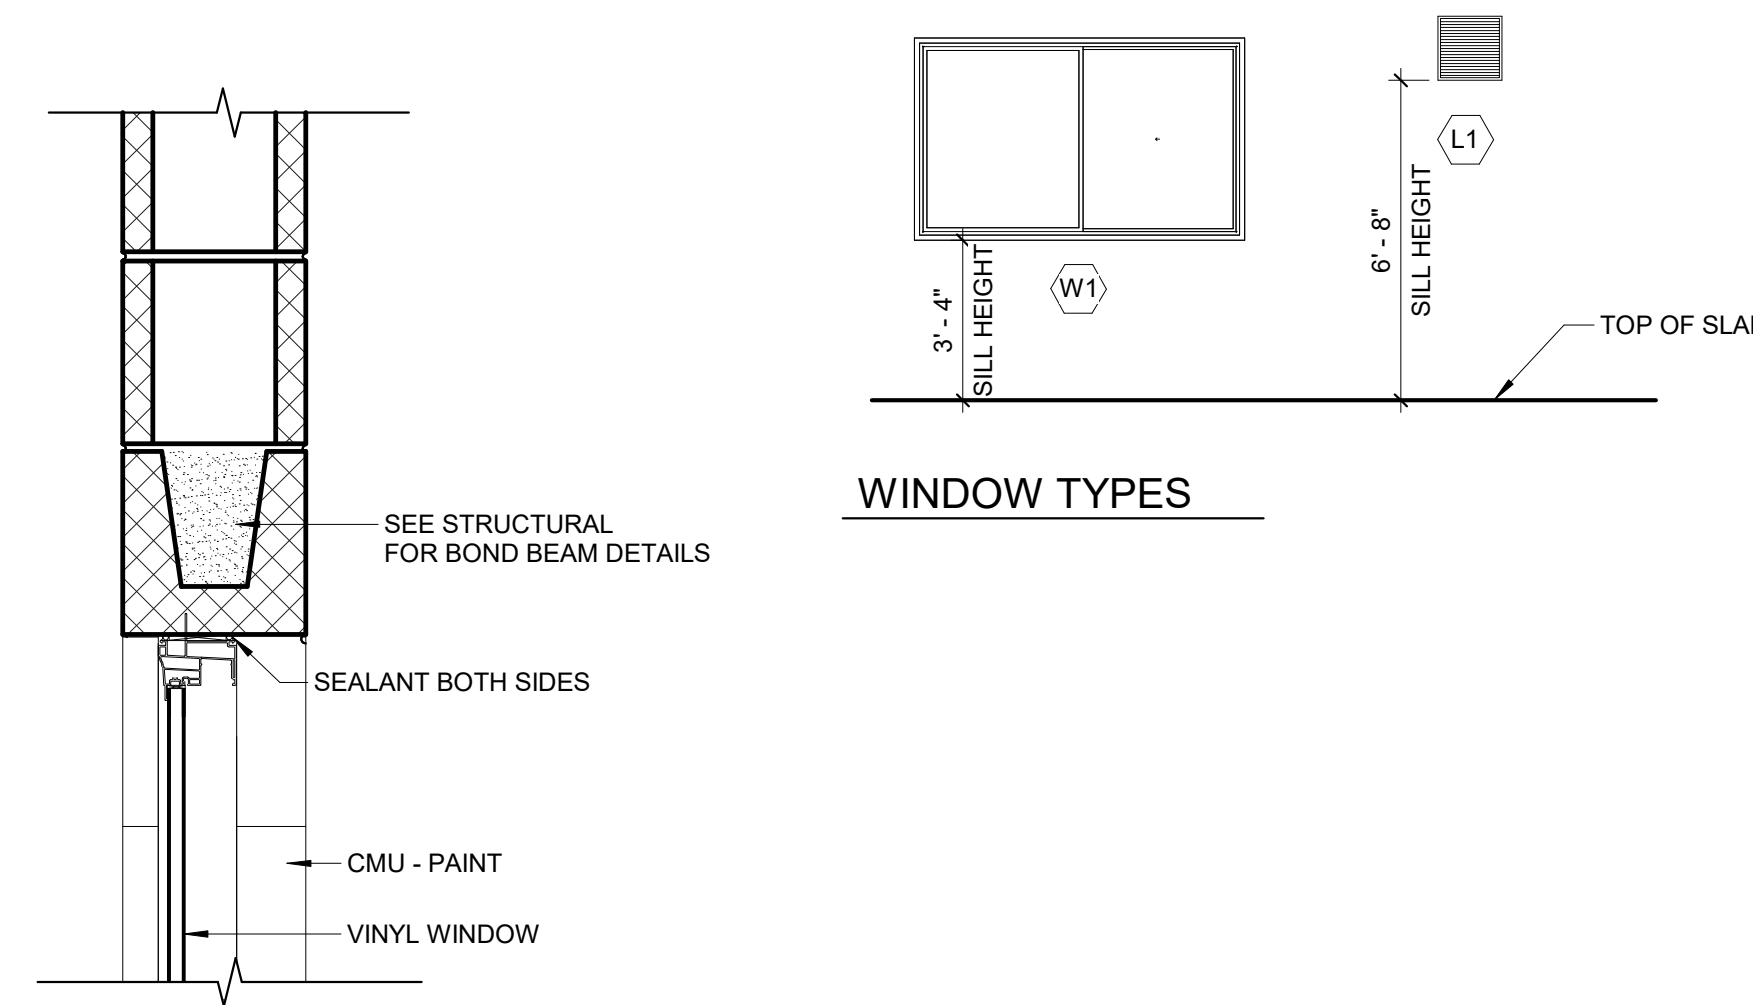 SEE STRUCTURAL
FOR BOND BEAM DETAILS
SEALANT BOTH SIDES
CMU - PAINT
VINYL WINDOW
3' - 4"
SILL HEIGHT
W1
6' - 8"
SILL HEIGHT
L1
TOP OF
WINDOW TYPES